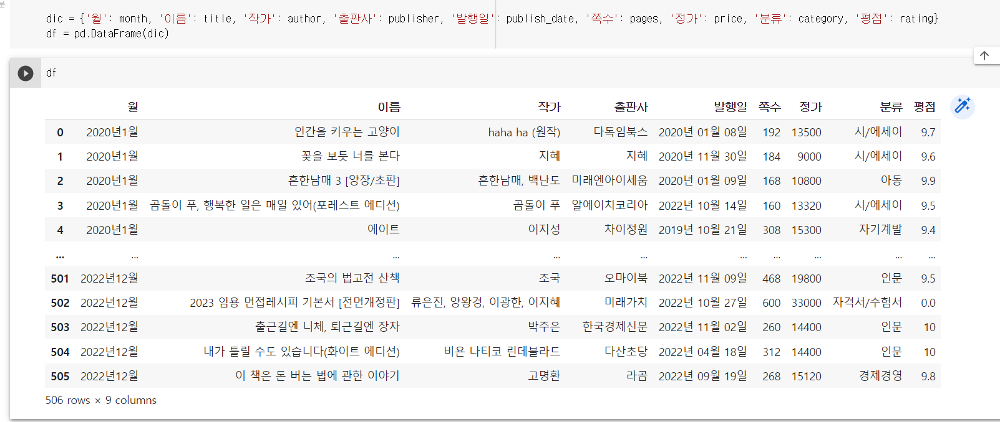 분
dic = {'월': month, '이름': title, '작가': author, '출판사': publisher, '발행일': publish_date, '쪽수': pages, '정가': price, '분류': category, '평점': rating}
df = pd.DataFrame(dic)
df
월 이름 작가 출판사 발행일 쪽수 정가 분류 평점
0 2020년1월 인간을 키우는 고양이 haha ha (원작) 다독임북스 2020년 01월 08일 192 13500 시/에세이 9.7
1 2020년1월 꽃을 보듯 너를 본다 지혜 지혜 2020년 11월 30일 184 9000 시/에세이 9.6
2 2020년1월 흔한남매 3 [양장/초판] 흔한남매, 백난도 미래엔아이세움 2020년 01월 09일 168 10800 아동 9.9
3 2020년1월 곰돌이 푸, 행복한 일은 매일 있어(포레스트 에디션) 곰돌이 푸 알에이치코리아 2022년 10월 14일 160 13320 시/에세이 9.5
4 2020년1월 에이트 이지성 차이정원 2019년 10월 21일 308 15300 자기계발 9.4
... ... ... ... ... ... ... ... ... ...
501 2022년12월 조국의 법고전 산책 조국 오마이북 2022년 11월 09일 468 19800 인문 9.5
502 2022년12월 2023 임용 면접레시피 기본서 [전면개정판] 류은진, 양왕경, 이광한, 이지혜 미래가치 2022년 10월 27일 600 33000 자격서/수험서 0.0
503 2022년12월 출근길엔 니체, 퇴근길엔 장자 박주은 한국경제신문 2022년 11월 02일 260 14400 인문 10
504 2022년12월 내가 틀릴 수도 있습니다(화이트 에디션) 비욘 나티코 린데블라드 다산초당 2022년 04월 18일 312 14400 인문 10
505 2022년12월 이 책은 돈 버는 법에 관한 이야기 고명환 라곰 2022년 09월 19일 268 15120 경제경영 9.8
506 rows × 9 columns